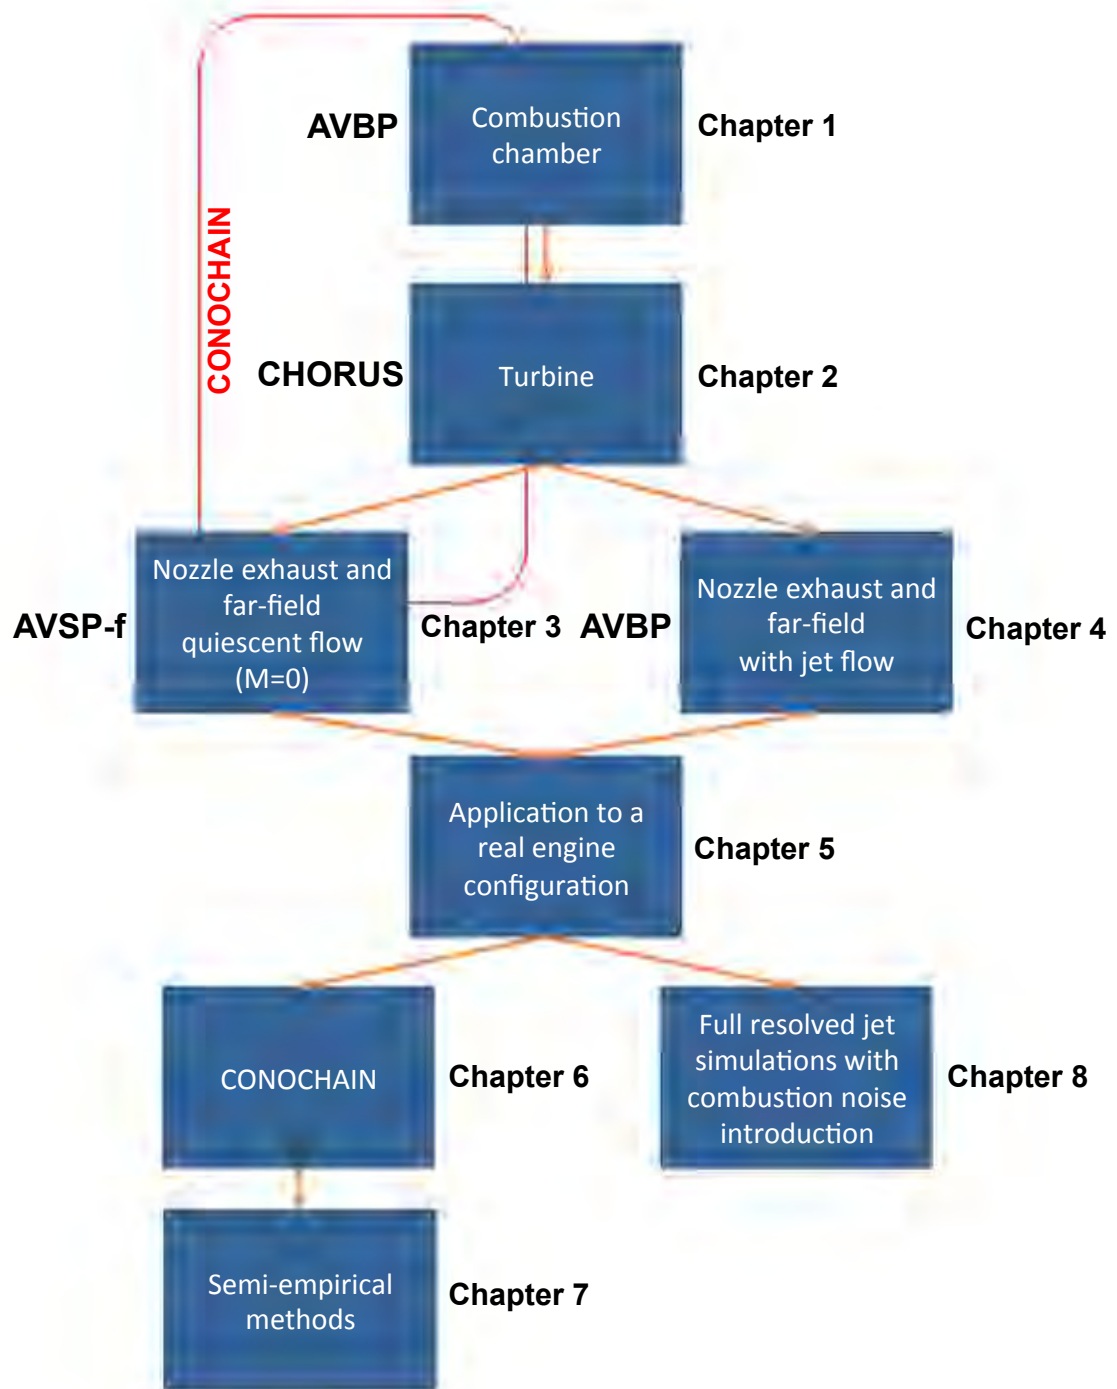 AVBP
Combustion
chamber
Chapter 1
CONOCHAIN
CHORUS
Turbine
Chapter 2
AVSP-f
Nozzle exhaust and
far-field
quiescent flow
(M=0)
Chapter 3
AVBP
Nozzle exhaust and
far-field
with jet flow
Chapter 4
Application to a
real engine
configuration
Chapter 5
CONOCHAIN
Chapter 6
Full resolved jet
simulations with
combustion noise
introduction
Chapter 8
Semi-empirical
methods
Chapter 7